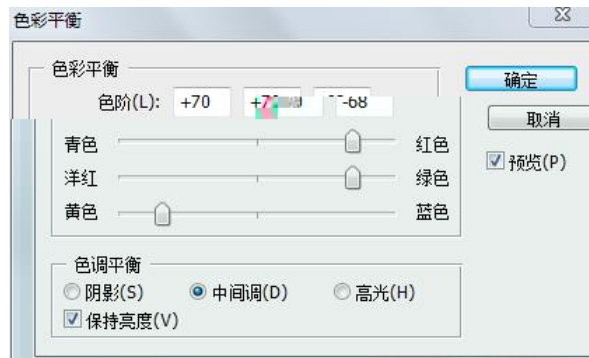 色彩平衡
色彩平衡
色阶(L): +70
确定
取消
青色 红色
预览(P)
洋红 绿色
黄色 蓝色
色调平衡
阴影(S) 中间调(D) 高光(H)
保持亮度(V)